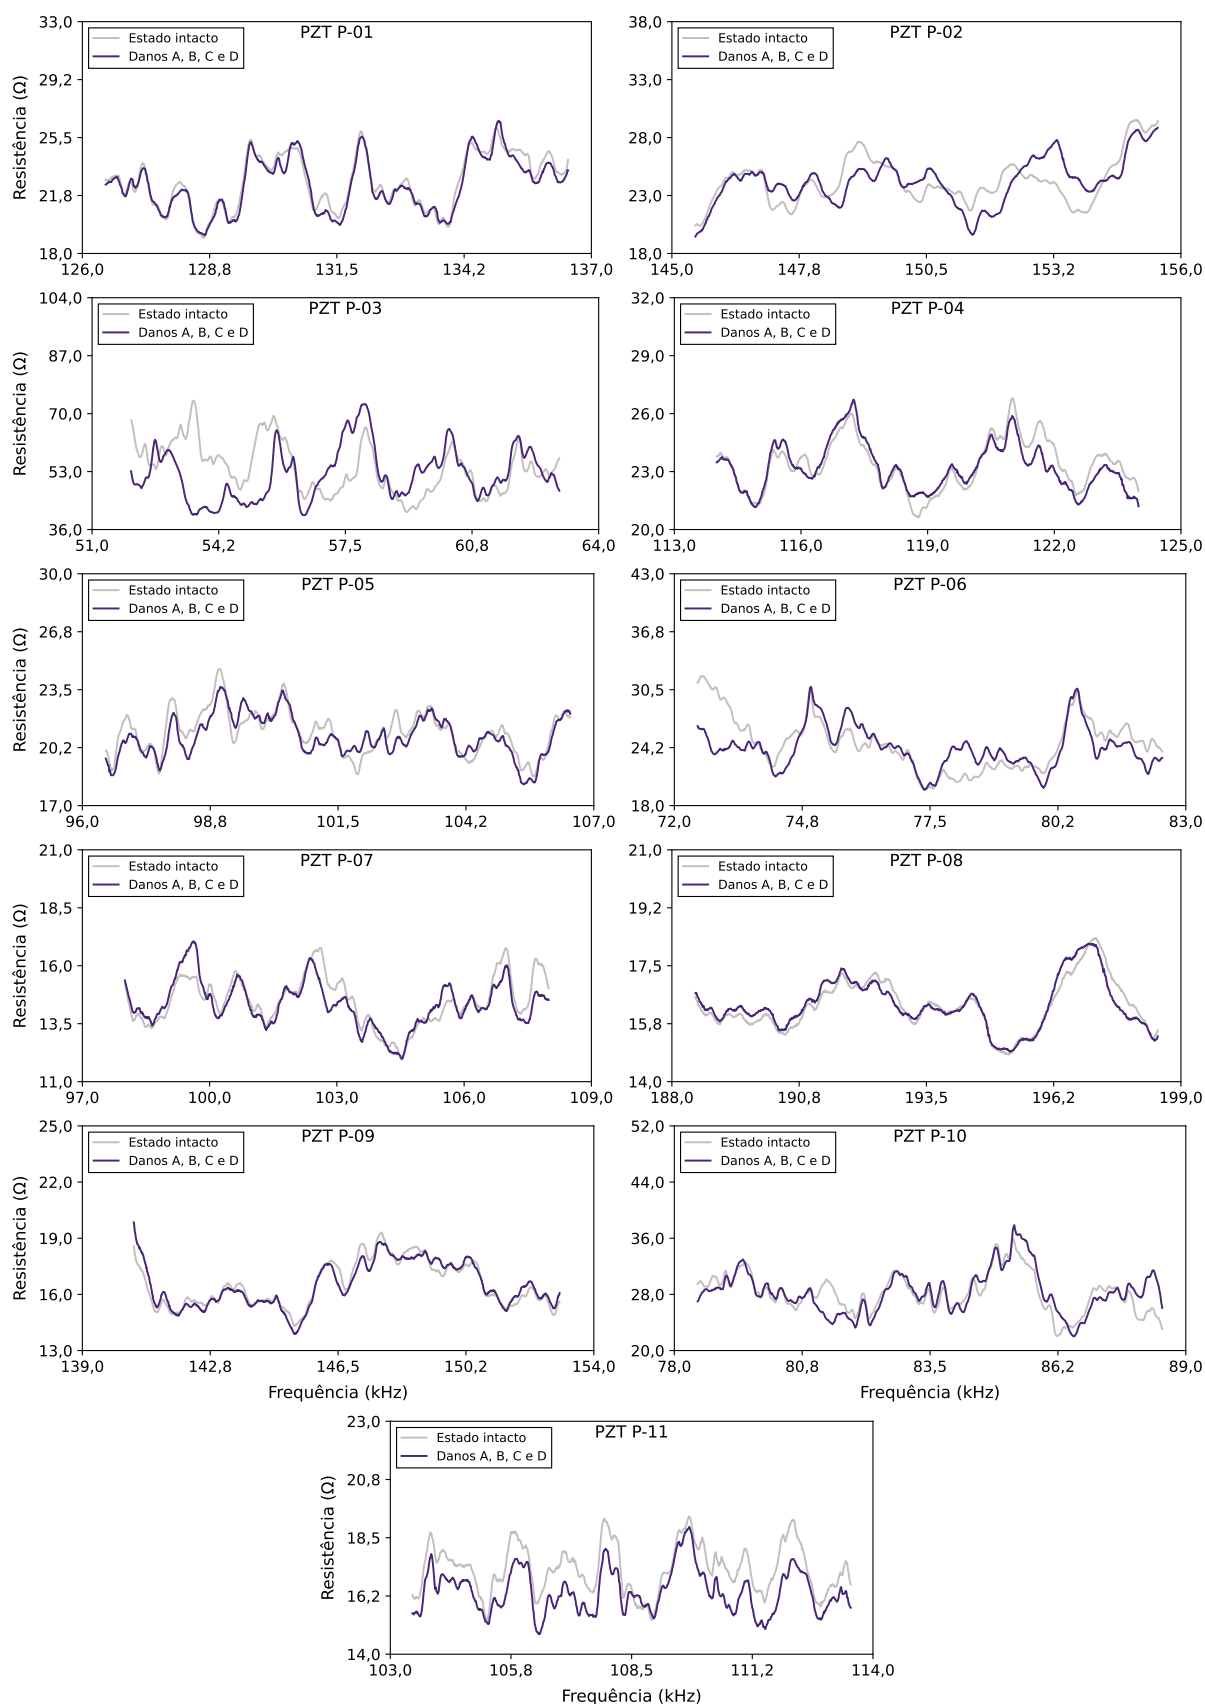 PZT P-01
Estado intacto
Danos A, B, C e D
Resistência (Ω)
33,0
29,2
25,5
21,8
18,0
126,0 128,8 131,5 134,2 137,0
PZT P-02
Estado intacto
Danos A, B, C e D
38,0
33,0
28,0
23,0
18,0
145,0 147,8 150,5 153,2 156,0
PZT P-03
Estado intacto
Danos A, B, C e D
Resistência (Ω)
104,0
87,0
70,0
53,0
36,0
51,0 54,2 57,5 60,8 64,0
PZT P-04
Estado intacto
Danos A, B, C e D
32,0
29,0
26,0
23,0
20,0
113,0 116,0 119,0 122,0 125,0
PZT P-05
Estado intacto
Danos A, B, C e D
Resistência (Ω)
30,0
26,8
23,5
20,2
17,0
96,0 98,8 101,5 104,2 107,0
PZT P-06
Estado intacto
Danos A, B, C e D
43,0
36,8
30,5
24,2
18,0
72,0 74,8 77,5 80,2 83,0
PZT P-07
Estado intacto
Danos A, B, C e D
Resistência (Ω)
21,0
18,5
16,0
13,5
11,0
97,0 100,0 103,0 106,0 109,0
PZT P-08
Estado intacto
Danos A, B, C e D
21,0
19,2
17,5
15,8
14,0
188,0 190,8 193,5 196,2 199,0
PZT P-09
Estado intacto
Danos A, B, C e D
Resistência (Ω)
25,0
22,0
19,0
16,0
13,0
139,0 142,8 146,5 150,2 154,0
Frequência (kHz)
PZT P-10
Estado intacto
Danos A, B, C e D
52,0
44,0
36,0
28,0
20,0
78,0 80,8 83,5 86,2 89,0
Frequência (kHz)
PZT P-11
Estado intacto
Danos A, B, C e D
Resistência (Ω)
23,0
20,8
18,5
16,2
14,0
103,0 105,8 108,5 111,2 114,0
Frequência (kHz)